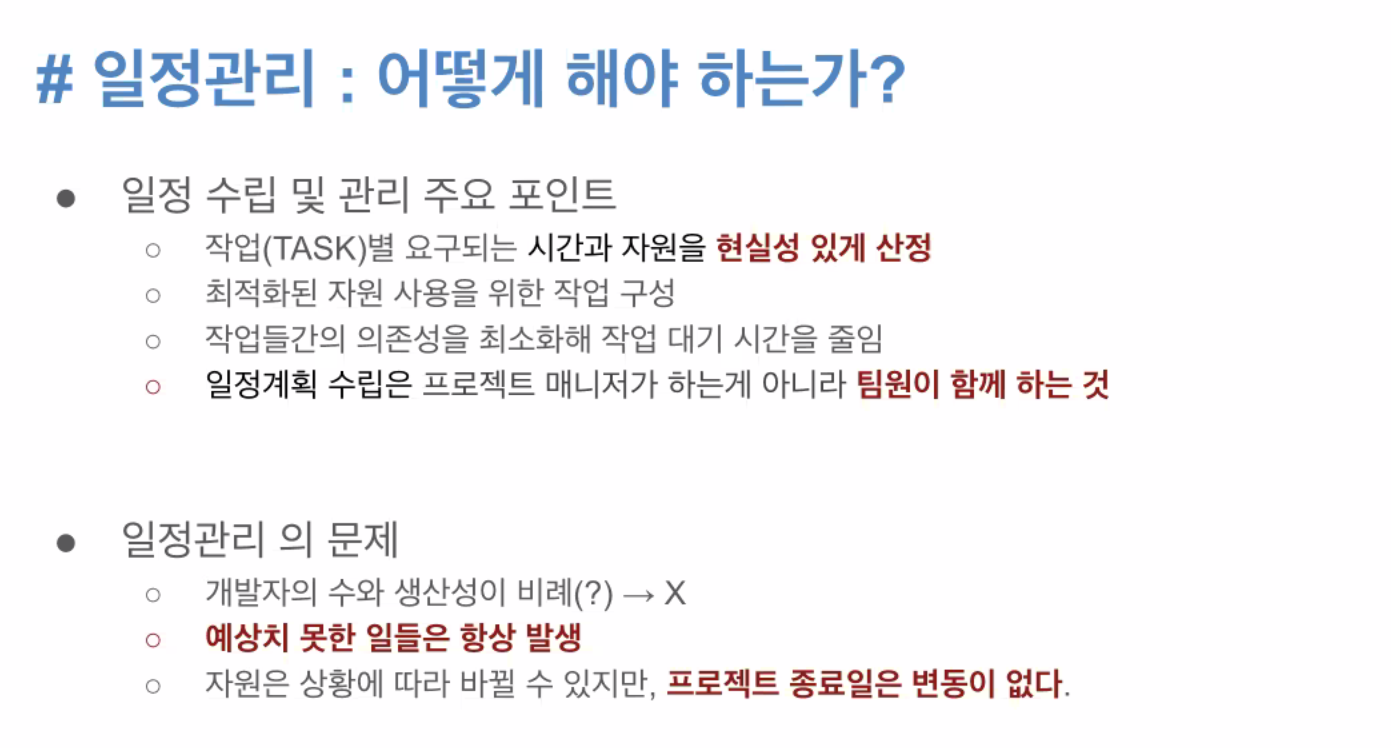 # 일정관리 : 어떻게 해야 하는가?
● 일정 수립 및 관리 주요 포인트
○ 작업(TASK)별 요구되는 시간과 자원을 현실성 있게 산정
○ 최적화된 자원 사용을 위한 작업 구성
○ 작업들간의 의존성을 최소화해 작업 대기 시간을 줄임
○ 일정계획 수립은 프로젝트 매니저가 하는게 아니라 팀원이 함께 하는 것
● 일정관리 의 문제
○ 개발자의 수와 생산성이 비례(?) → X
○ 예상치 못한 일들은 항상 발생
○ 자원은 상황에 따라 바뀔 수 있지만, 프로젝트 종료일은 변동이 없다.